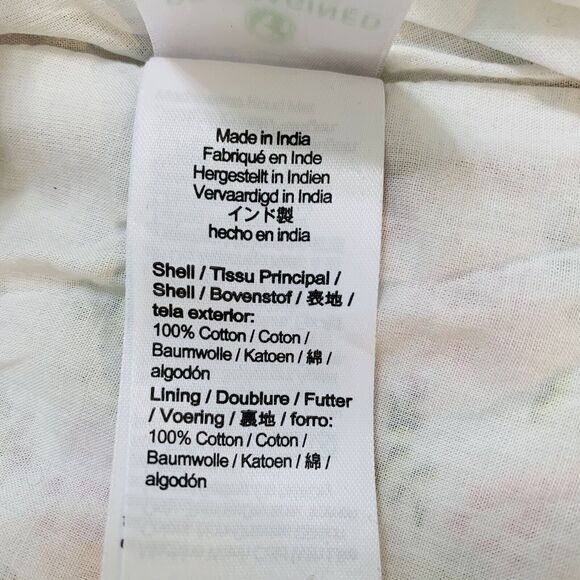 Made in India
Fabriqué en Inde
Hergestellt in Indien
Vervaardigd in India
インド製
hecho en india
Shell / Tissu Principal /
Shell / Bovenstof / 表地 /
tela exterior:
100% Cotton / Coton /
Baumwolle / Katoen / 綿 /
algodón
Lining / Doublure / Futter
/ Voering / 裏地 / forro:
100% Cotton / Coton /
Baumwolle / Katoen / 綿 /
algodón